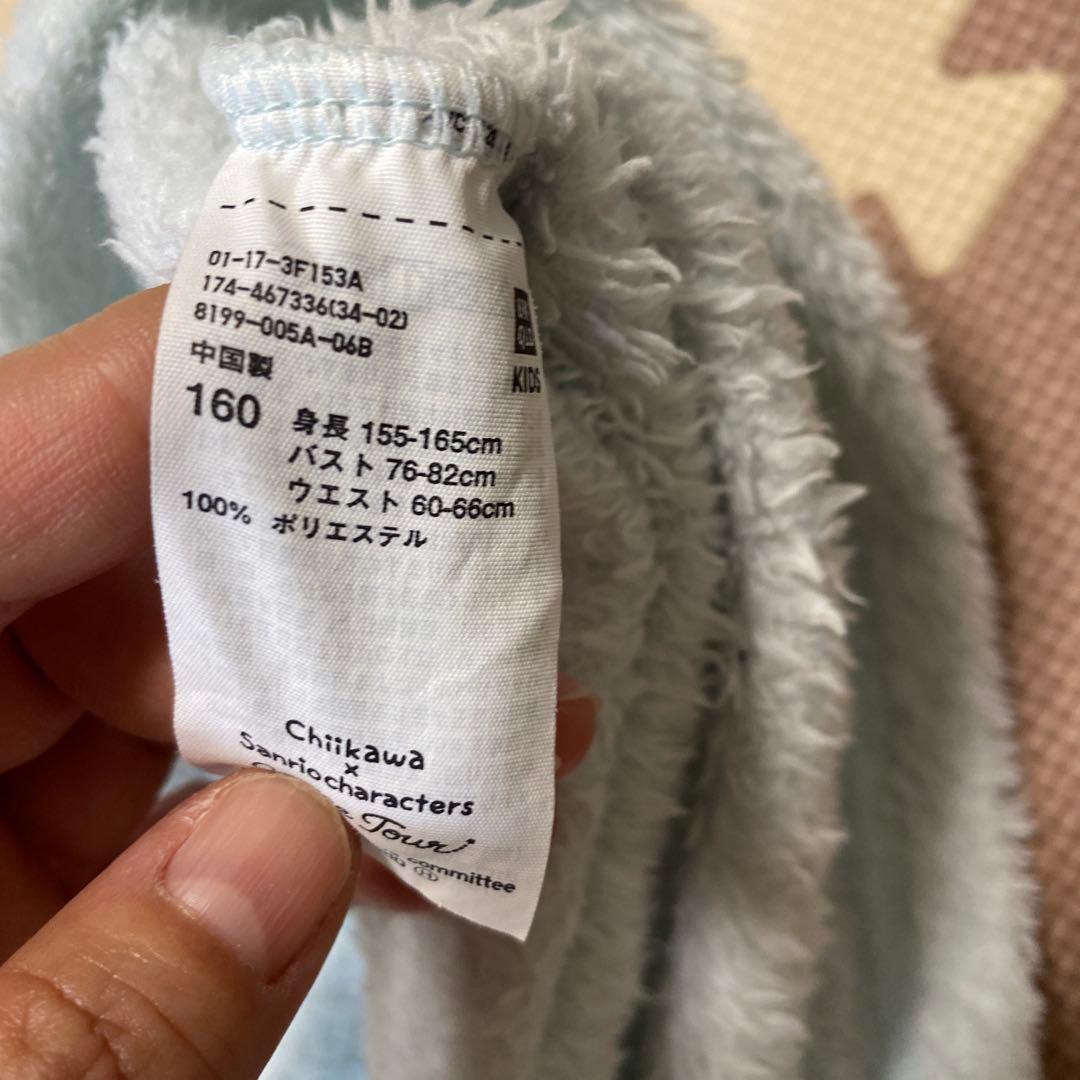 01-17-3F153A
174-467336(34-02)
8199-005A-06B
中国製
KIDS
160 身長 155-165cm
バスト 76-82cm
ウエスト 60-66cm
100% ポリエステル
Chiikawa
×
Sanriocharacters
Tour!
committee